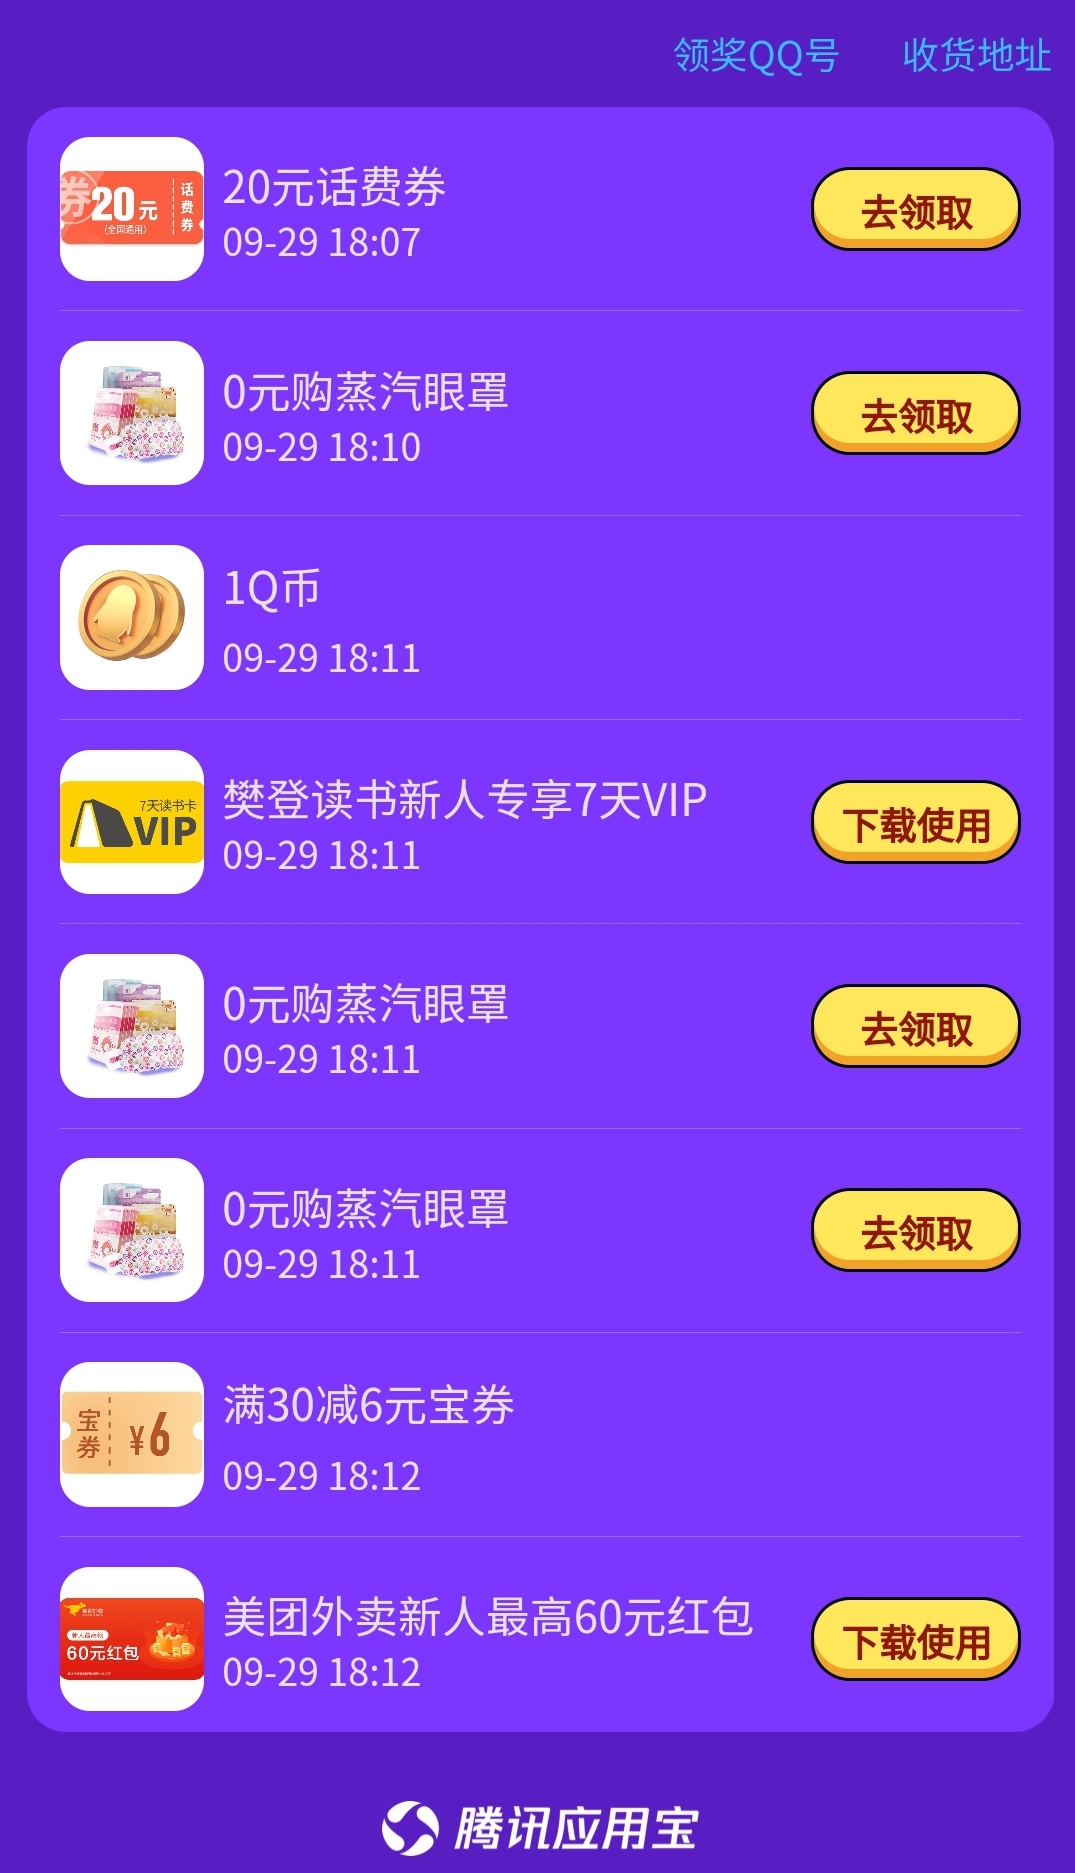 领奖QQ号 收货地址
券20元 话费券
(全国通用)
20元话费券
09-29 18:07
去领取
0元购蒸汽眼罩
09-29 18:10
去领取
1Q币
09-29 18:11
7天读书卡
VIP
樊登读书新人专享7天VIP
09-29 18:11
下载使用
0元购蒸汽眼罩
09-29 18:11
去领取
0元购蒸汽眼罩
09-29 18:11
去领取
宝券 ¥6
满30减6元宝券
09-29 18:12
60元红包
美团外卖新人最高60元红包
09-29 18:12
下载使用
腾讯应用宝